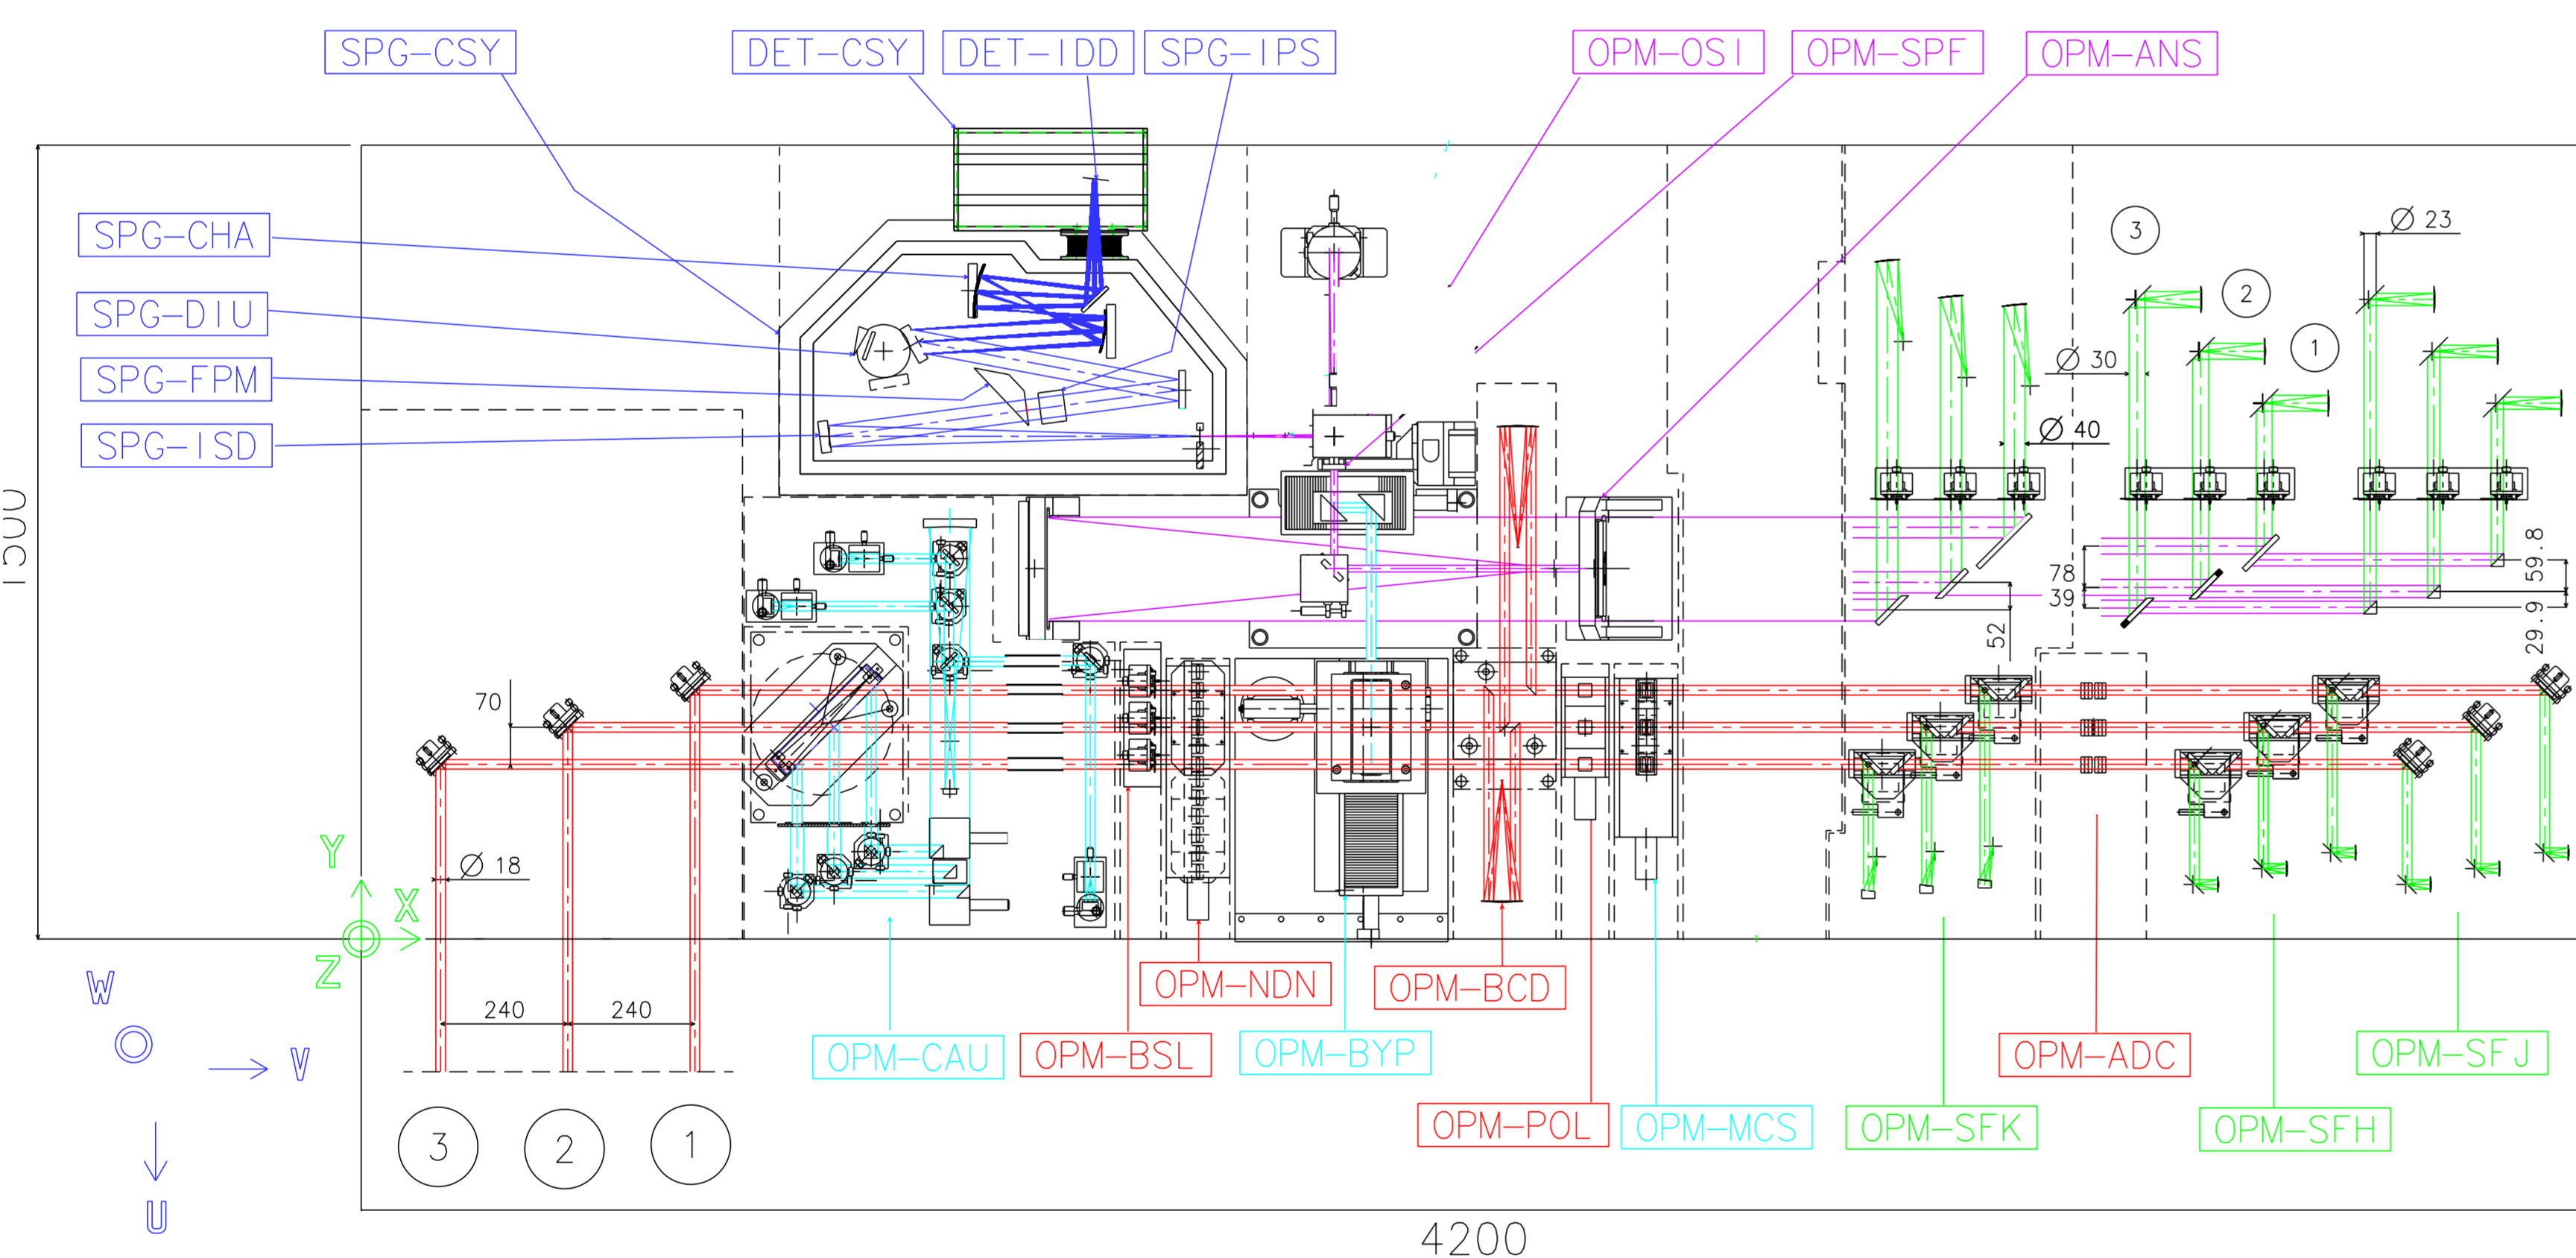 SPG-CSY
DET-CSY
DET-IDD
SPG-IPS
OPM-OSI
OPM-SPF
OPM-ANS
SPG-CHA
SPG-DIU
SPG-FPM
SPG-ISD
3
Ø 23
2
1
Ø 30
Ø 40
1500
78
39
59.8
52
29.9
70
Ø 18
Y
X
Z
W
V
U
240
240
OPM-NDN
OPM-BCD
OPM-CAU
OPM-BSL
OPM-BYP
OPM-ADC
OPM-SFJ
OPM-POL
OPM-MCS
OPM-SFK
OPM-SFH
3
2
1
4200